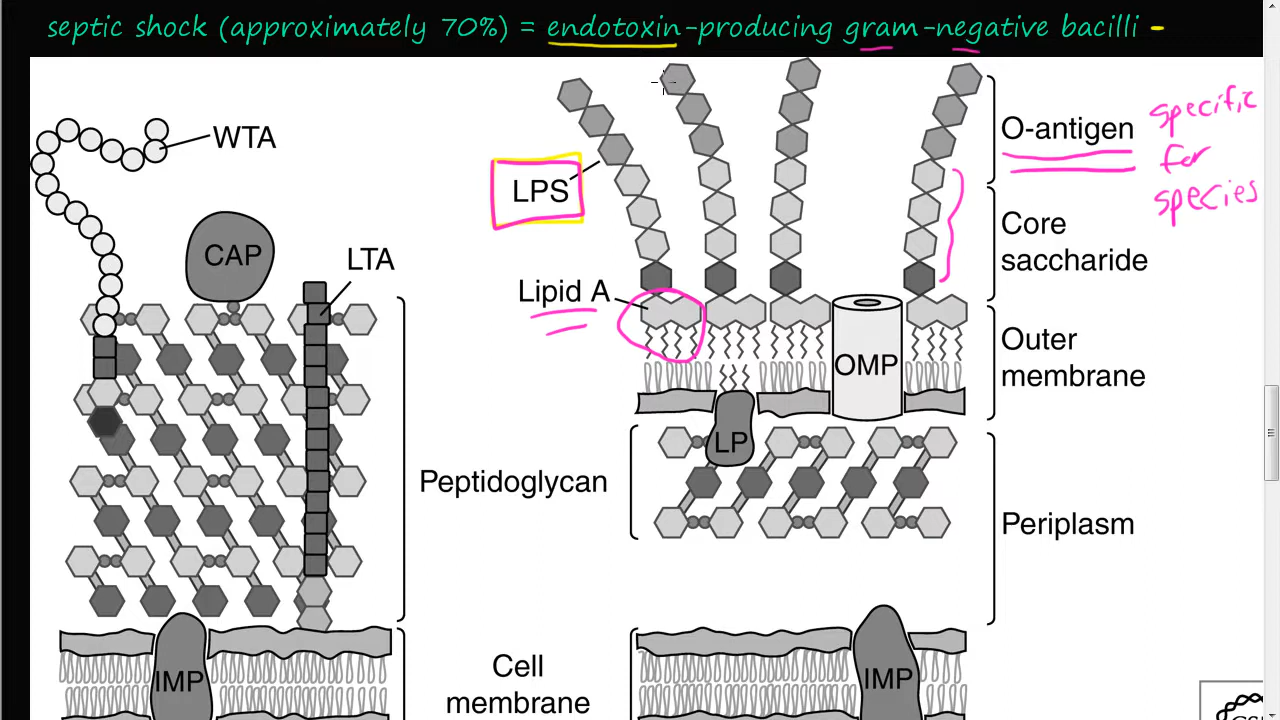 septic shock (approximately 70%) = endotoxin-producing gram-negative bacilli -
WTA
CAP
LTA
LPS
Lipid A
O-antigen
specific
for
species
Core
saccharide
Outer
membrane
OMP
LP
Peptidoglycan
Periplasm
IMP
Cell
membrane
IMP